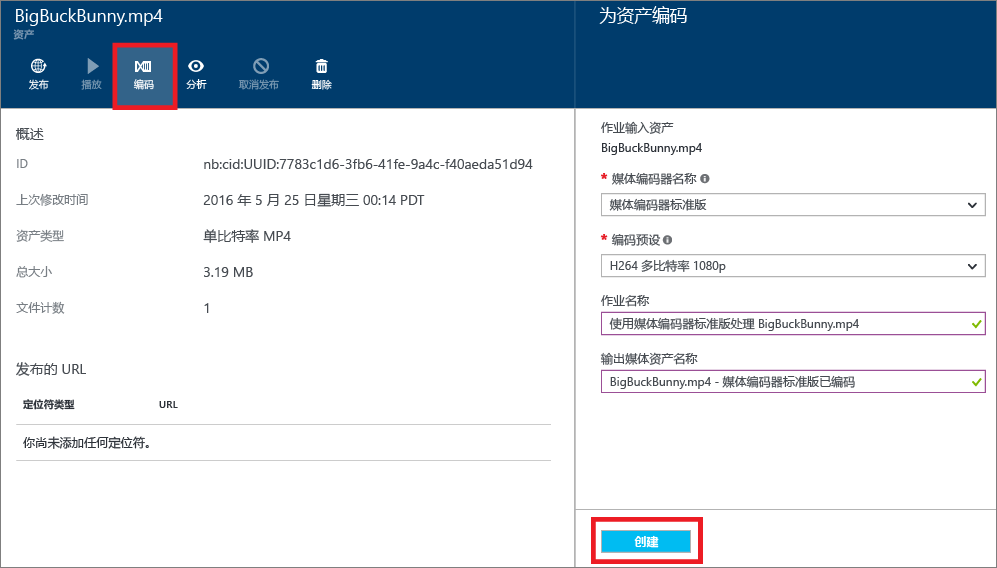 BigBuckBunny.mp4
资产
发布
播放
编码
分析
取消发布
删除
概述
ID nb:cid:UUID:7783c1d6-3fb6-41fe-9a4c-f40aeda51d94
上次修改时间 2016 年 5 月 25 日星期三 00:14 PDT
资产类型 单比特率 MP4
总大小 3.19 MB
文件计数 1
发布的 URL
定位符类型 URL
你尚未添加任何定位符。
为资产编码
作业输入资产
BigBuckBunny.mp4
* 媒体编码器名称
媒体编码器标准版
* 编码预设
H264 多比特率 1080p
作业名称
使用媒体编码器标准版处理 BigBuckBunny.mp4
输出媒体资产名称
BigBuckBunny.mp4 - 媒体编码器标准版已编码
创建